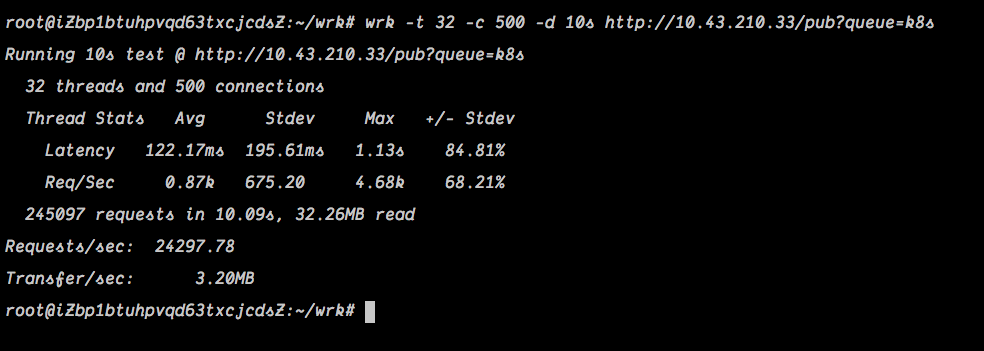 root@iZbp1btuhpvqd63txcjcdsZ:~/wrk# wrk -t 32 -c 500 -d 10s http://10.43.210.33/pub?queue=k8s
Running 10s test @ http://10.43.210.33/pub?queue=k8s
  32 threads and 500 connections
  Thread Stats   Avg      Stdev     Max   +/- Stdev
    Latency   122.17ms  195.61ms   1.13s    84.81%
    Req/Sec     0.87k   675.20     4.68k    68.21%
  245097 requests in 10.09s, 32.26MB read
Requests/sec:  24297.78
Transfer/sec:      3.20MB
root@iZbp1btuhpvqd63txcjcdsZ:~/wrk#